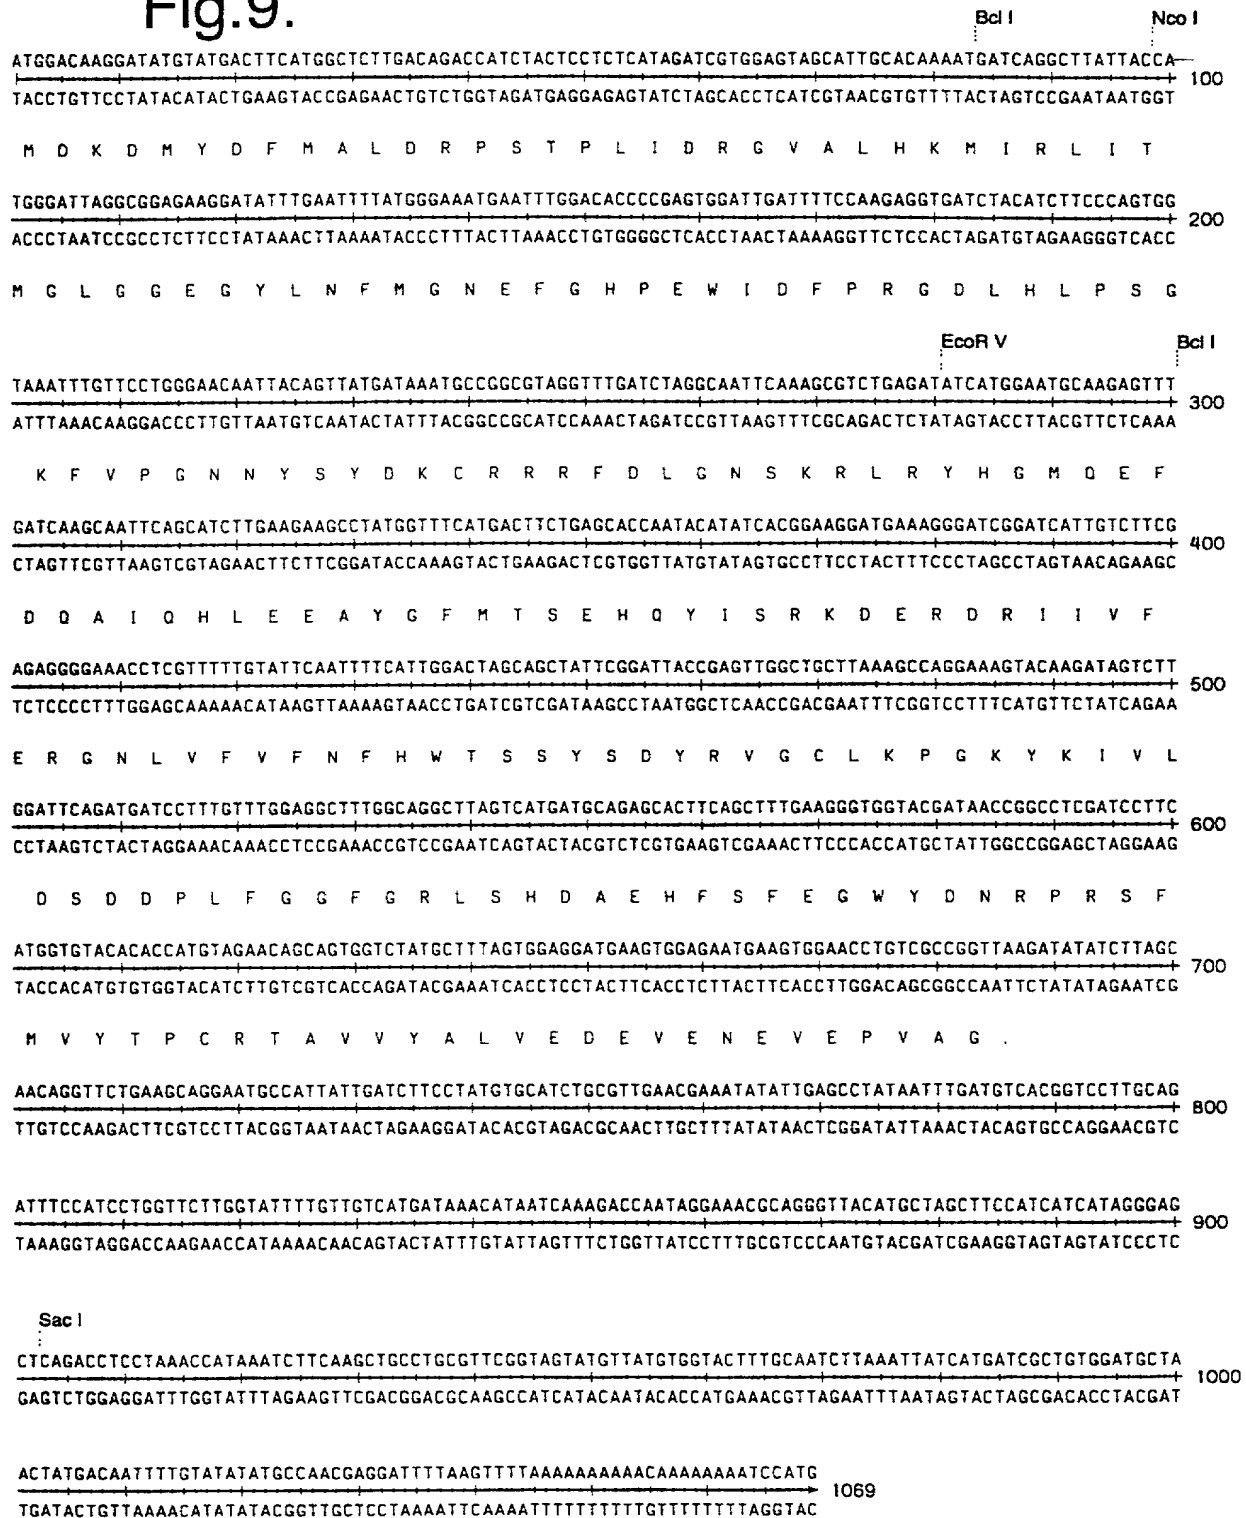 Fig.9.
Bcl I Nco I
ATGGACAAGGATATGTATGACTTCATGGCTCTTGACAGACCATCTACTCCTCTCATAGATCGTGGAGTAGCATTGCACAAAATGATCAGGCTTATTACCA
100
TACCTGTTCCTATACATACTGAAGTACCGAGAACTGTCTGGTAGATGAGGAGAGTATCTAGCACCTCATCGTAACGTGTTTTACTAGTCCGAATAATGGT
M D K D M Y D F M A L D R P S T P L I D R G V A L H K M I R L I T
TGGGATTAGGCGGAGAAGGATATTTGAATTTTATGGGAAATGAATTTGGACACCCCGAGTGGATTGATTTTCCAAGAGGTGATCTACATCTTCCCAGTGG
200
ACCCTAATCCGCCTCTTCCTATAAACTTAAAATACCCTTTACTTAAACCTGTGGGGCTCACCTAACTAAAAGGTTCTCCACTAGATGTAGAAGGGTCACC
M G L G G E G Y L N F M G N E F G H P E W I D F P R G D L H L P S G
EcoR V Bcl I
TAAATTTGTTCCTGGGAACAATTACAGTTATGATAAATGCCGGCGTAGGTTTGATCTAGGCAATTCAAAGCGTCTGAGATATCATGGAATGCAAGAGTTT
300
ATTTAAACAAGGACCCTTGTTAATGTCAATACTATTTACGGCCGCATCCAAACTAGATCCGTTAAGTTTCGCAGACTCTATAGTACCTTACGTTCTCAAA
K F V P G N N Y S Y D K C R R R F D L G N S K R L R Y H G M Q E F
GATCAAGCAATTCAGCATCTTGAAGAAGCCTATGGTTTCATGACTTCTGAGCACCAATACATATCACGGAAGGATGAAAGGGATCGGATCATTGTCTTCG
400
CTAGTTCGTTAAGTCGTAGAACTTCTTCGGATACCAAAGTACTGAAGACTCGTGGTTATGTATAGTGCCTTCCTACTTTCCCTAGCCTAGTAACAGAAGC
D Q A I Q H L E E A Y G F M T S E H Q Y I S R K D E R D R I I V F
AGAGGGGAAACCTCGTTTTTGTATTCAATTTTCATTGGACTAGCAGCTATTCGGATTACCGAGTTGGCTGCTTAAAGCCAGGAAAGTACAAGATAGTCTT
500
TCTCCCCTTTGGAGCAAAAACATAAGTTAAAAGTAACCTGATCGTCGATAAGCCTAATGGCTCAACCGACGAATTTCGGTCCTTTCATGTTCTATCAGAA
E R G N L V F V F N F H W T S S Y S D Y R V G C L K P G K Y K I V L
GGATTCAGATGATCCTTTGTTTGGAGGCTTTGGCAGGCTTAGTCATGATGCAGAGCACTTCAGCTTTGAAGGGTGGTACGATAACCGGCCTCGATCCTTC
600
CCTAAGTCTACTAGGAAACAAACCTCCGAAACCGTCCGAATCAGTACTACGTCTCGTGAAGTCGAAACTTCCCACCATGCTATTGGCCGGAGCTAGGAAG
D S D D P L F G G F G R L S H D A E H F S F E G W Y D N R P R S F
ATGGTGTACACACCATGTAGAACAGCAGTGGTCTATGCTTTAGTGGAGGATGAAGTGGAGAATGAAGTGGAACCTGTCGCCGGTTAAGATATATCTTAGC
700
TACCACATGTGTGGTACATCTTGTCGTCACCAGATACGAAATCACCTCCTACTTCACCTCTTACTTCACCTTGGACAGCGGCCAATTCTATATAGAATCG
M V Y T P C R T A V V Y A L V E D E V E N E V E P V A G .
AACAGGTTCTGAAGCAGGAATGCCATTATTGATCTTCCTATGTGCATCTGCGTTGAACGAAATATATTGAGCCTATAATTTGATGTCACGGTCCTTGCAG
800
TTGTCCAAGACTTCGTCCTTACGGTAATAACTAGAAGGATACACGTAGACGCAACTTGCTTTATATAACTCGGATATTAAACTACAGTGCCAGGAACGTC
ATTTCCATCCTGGTTCTTGGTATTTTGTTGTCATGATAAACATAATCAAAGACCAATAGGAAACGCAGGGTTACATGCTAGCTTCCATCATCATAGGGAG
900
TAAAGGTAGGACCAAGAACCATAAAACAACAGTACTATTTGTATTAGTTTCTGGTTATCCTTTGCGTCCCAATGTACGATCGAAGGTAGTAGTATCCCTC
Sac I
CTCAGACCTCCTAAACCATAAATCTTCAAGCTGCCTGCGTTCGGTAGTATGTTATGTGGTACTTTGCAATCTTAAATTATCATGATCGCTGTGGATGCTA
1000
GAGTCTGGAGGATTTGGTATTTAGAAGTTCGACGGACGCAAGCCATCATACAATACACCATGAAACGTTAGAATTTAATAGTACTAGCGACACCTACGAT
ACTATGACAATTTTGTATATATGCCAACGAGGATTTTAAGTTTTAAAAAAAAAACAAAAAAAATCCATG
1069
TGATACTGTTAAAACATATATACGGTTGCTCCTAAAATTCAAAATTTTTTTTTTGTTTTTTTTAGGTAC